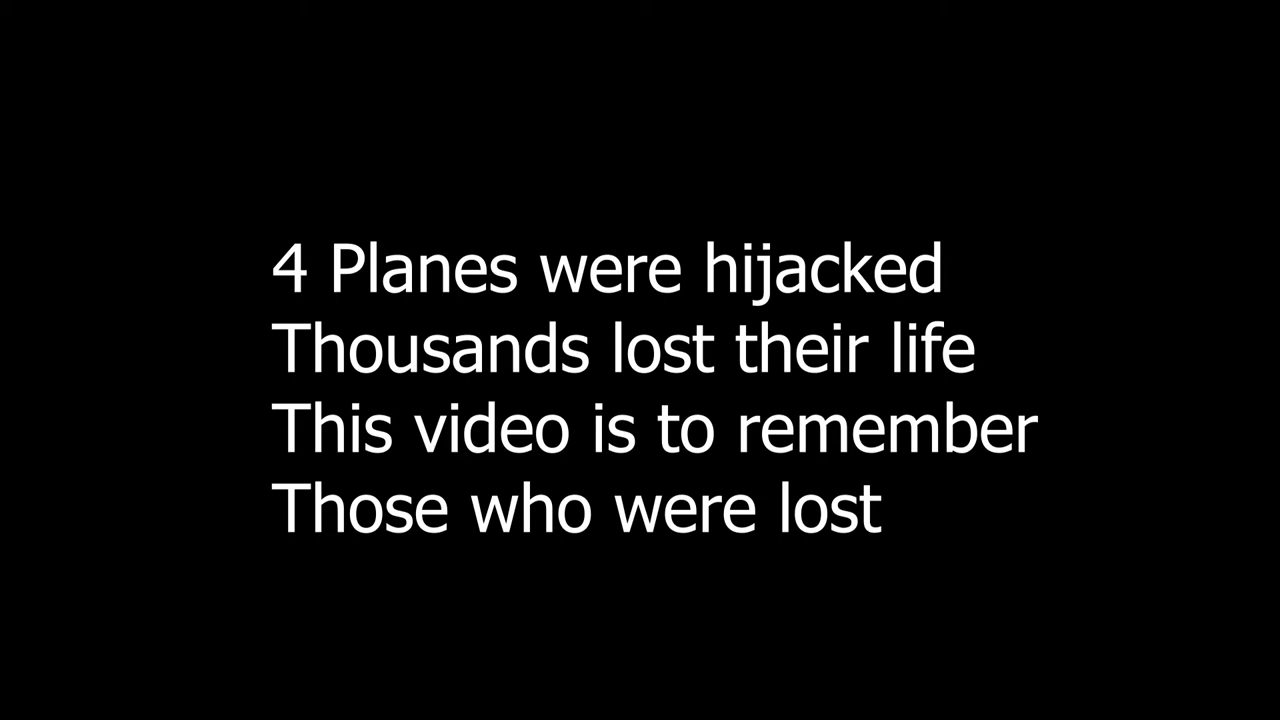 4 Planes were hijacked
Thousands lost their life
This video is to remember
Those who were lost